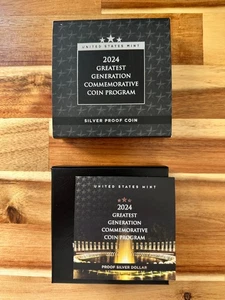 UNITED STATES MINT
2024
GREATEST
GENERATION
COMMEMORATIVE
COIN PROGRAM
SILVER PROOF COIN
UNITED STATES MINT
2024
GREATEST
GENERATION
COMMEMORATIVE
COIN PROGRAM
PROOF SILVER DOLLAR